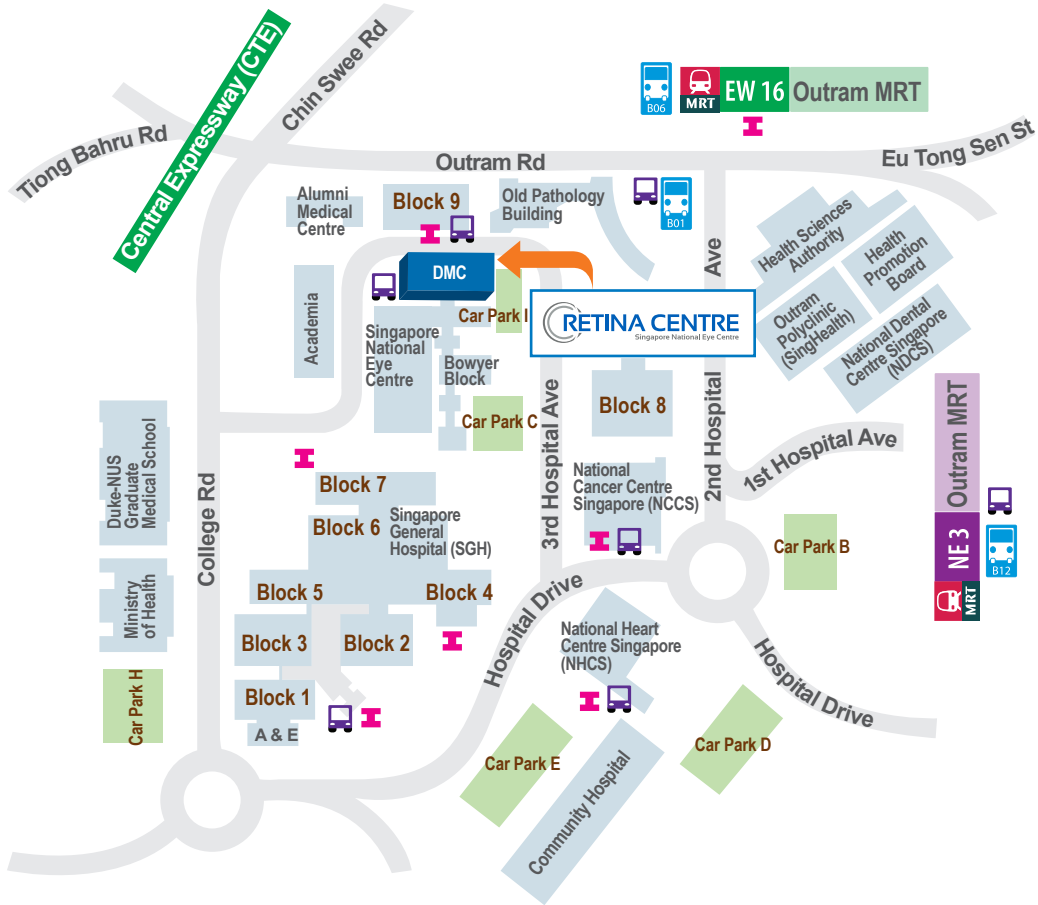 Central Expressway (CTE)
Chin Swee Rd
Tiong Bahru Rd
B06
MRT
EW 16
Outram MRT
Outram Rd
Eu Tong Sen St
Alumni
Medical
Centre
Block 9
Old Pathology
Building
B01
Ave
Health Sciences
Authority
Health
Promotion
Board
DMC
Outram
Polyclinic
(SingHealth)
National Dental
Centre Singapore
(NDCS)
Academia
Car Park I
RETINA CENTRE
Singapore National Eye Centre
Singapore
National
Eye
Centre
Bowyer
Block
Block 8
Car Park C
3rd Hospital Ave
2nd Hospital
1st Hospital Ave
Outram MRT
NE 3
MRT
B12
Duke-NUS
Graduate
Medical School
College Rd
Block 7
Block 6
Singapore
General
Hospital (SGH)
National
Cancer Centre
Singapore (NCCS)
Car Park B
Ministry
of Health
Block 5
Block 4
Block 3
Block 2
Hospital Drive
National Heart
Centre Singapore
(NHCS)
Hospital Drive
Car Park H
Block 1
A & E
Car Park E
Car Park D
Community Hospital